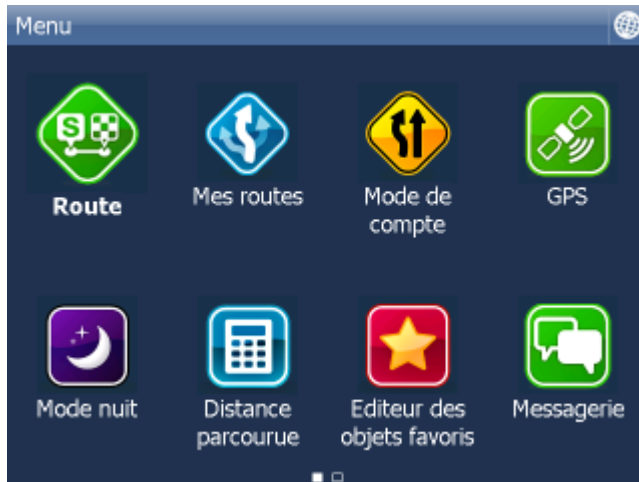 Menu
S
Route
Mes routes
Mode de
compte
GPS
Mode nuit
Distance
parcourue
Editeur des
objets favoris
Messagerie